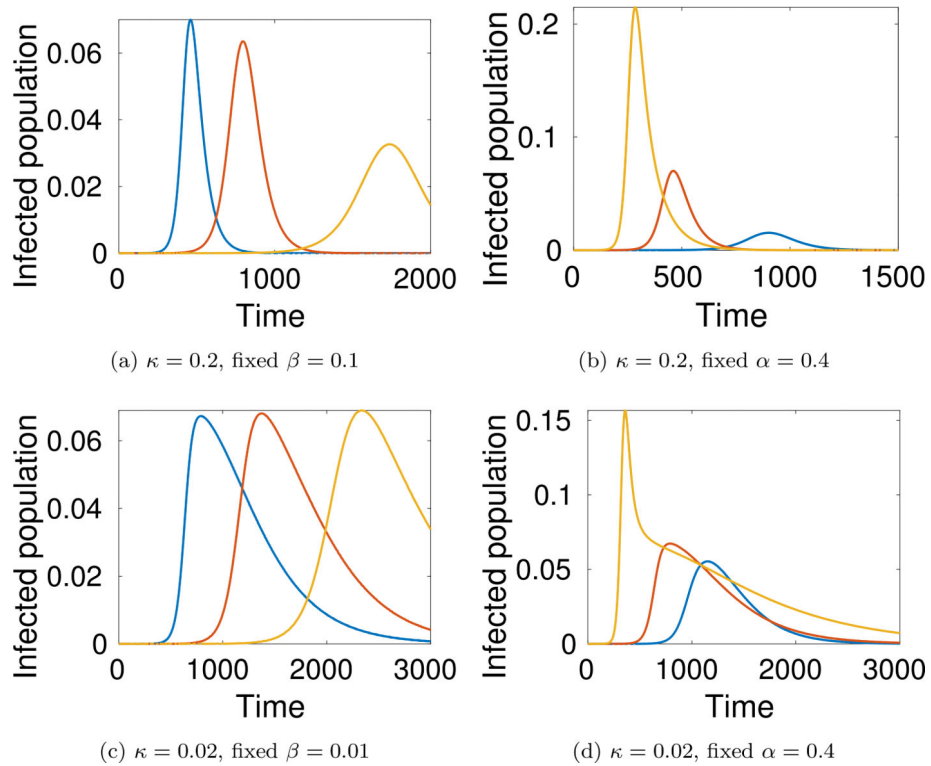 Infected population
0.06
0.04
0.02
0
0
1000
2000
Time
(a) κ = 0.2, fixed β = 0.1
Infected population
0.2
0.1
0
0
500
1000
1500
Time
(b) κ = 0.2, fixed α = 0.4
Infected population
0.06
0.04
0.02
0
0
1000
2000
3000
Time
(c) κ = 0.02, fixed β = 0.01
Infected population
0.15
0.1
0.05
0
0
1000
2000
3000
Time
(d) κ = 0.02, fixed α = 0.4